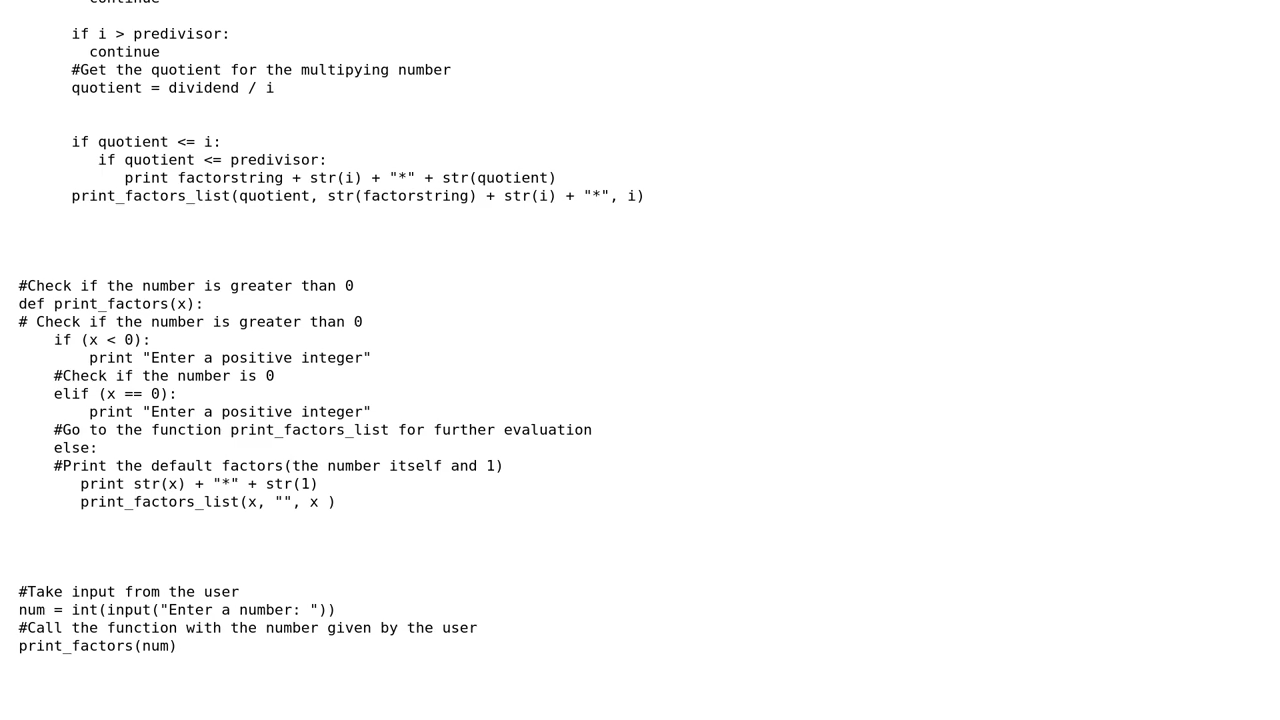 continue
if i > predivisor:
continue
#Get the quotient for the multipying number
quotient = dividend / i
if quotient <= i:
if quotient <= predivisor:
print factorstring + str(i) + "*" + str(quotient)
print_factors_list(quotient, str(factorstring) + str(i) + "*", i)
#Check if the number is greater than 0
def print_factors(x):
# Check if the number is greater than 0
if (x < 0):
print "Enter a positive integer"
#Check if the number is 0
elif (x == 0):
print "Enter a positive integer"
#Go to the function print_factors_list for further evaluation
else:
#Print the default factors(the number itself and 1)
print str(x) + "*" + str(1)
print_factors_list(x, "", x )
#Take input from the user
num = int(input("Enter a number: "))
#Call the function with the number given by the user
print_factors(num)